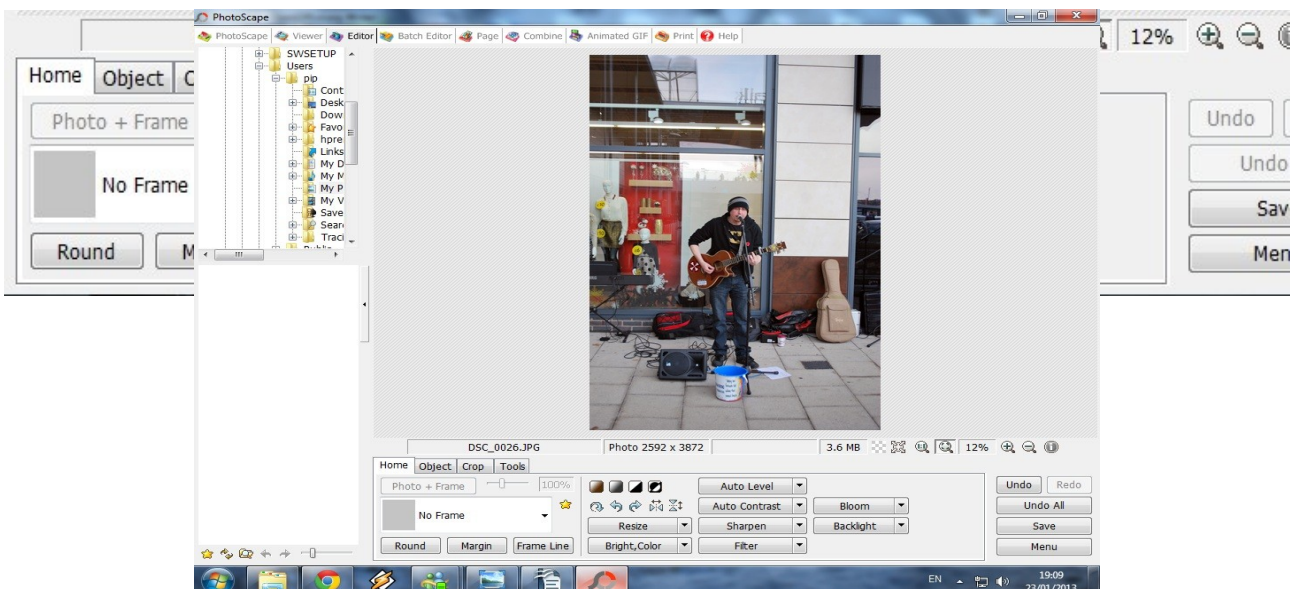 PhotoScape
PhotoScape Viewer Editor Batch Editor Page Combine Animated GIF Print Help
SWSETUP
Users
pip
Cont
Desk
Dow
Favo
hpre
Links
My D
My M
My P
My V
Save
Sear
Traci
DSC_0026.JPG Photo 2592 x 3872 3.6 MB 12%
Home Object Crop Tools
Photo + Frame 100% Auto Level Undo Redo
No Frame Auto Contrast Bloom Undo All
Resize Sharpen Backlight Save
Round Margin Frame Line Bright,Color Filter Menu
EN 19:09
23/01/2013
Home Object C
Photo + Frame
No Frame
Round M
12%
Undo
Undo
Sav
Men